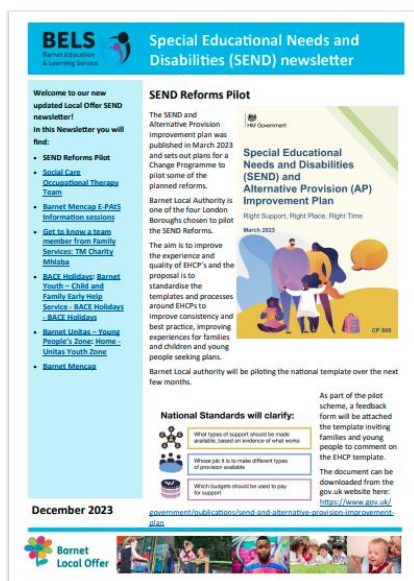 BELS
Barnet Education
& Learning Service
Special Educational Needs and
Disabilities (SEND) newsletter
Welcome to our new
updated Local Offer SEND
newsletter!
In this Newsletter you will
find:
• SEND Reforms Pilot
• Social Care
Occupational Therapy
Team
• Barnet Mencap E-PAtS
Information sessions
• Get to know a team
member from Family
Services: TM Charity
Mhlaba
• BACE Holidays: Barnet
Youth – Child and
Family Early Help
Service - BACE Holidays
- BACE Holidays
• Barnet Unitas – Young
People's Zone: Home -
Unitas Youth Zone
• Barnet Mencap
December 2023
SEND Reforms Pilot
The SEND and
Alternative Provision
improvement plan was
published in March 2023
and sets out plans for a
Change Programme to
pilot some of the
planned reforms.
Barnet Local Authority is
one of the four London
Boroughs chosen to pilot
the SEND Reforms.
The aim is to improve
the experience and
quality of EHCP's and the
proposal is to
standardise the
templates and processes
around EHCPs to
improve consistency and
best practice, improving
experiences for families
and children and young
people seeking plans.
HM Government
Special Educational
Needs and Disabilities
(SEND) and
Alternative Provision (AP)
Improvement Plan
Right Support, Right Place, Right Time
March 2023
CP 800
Barnet Local authority will be piloting the national template over the next
few months.
National Standards will clarify:
What types of support should be made
available, based on evidence of what works
Whose job it is to make different types
of provision available
Which budgets should be used to pay
for support
As part of the pilot
scheme, a feedback
form will be attached
the template inviting
families and young
people to comment on
the EHCP template.
The document can be
downloaded from the
gov.uk website here:
https://www.gov.uk/
government/publications/send-and-alternative-provision-improvement-
plan
Barnet
Local Offer